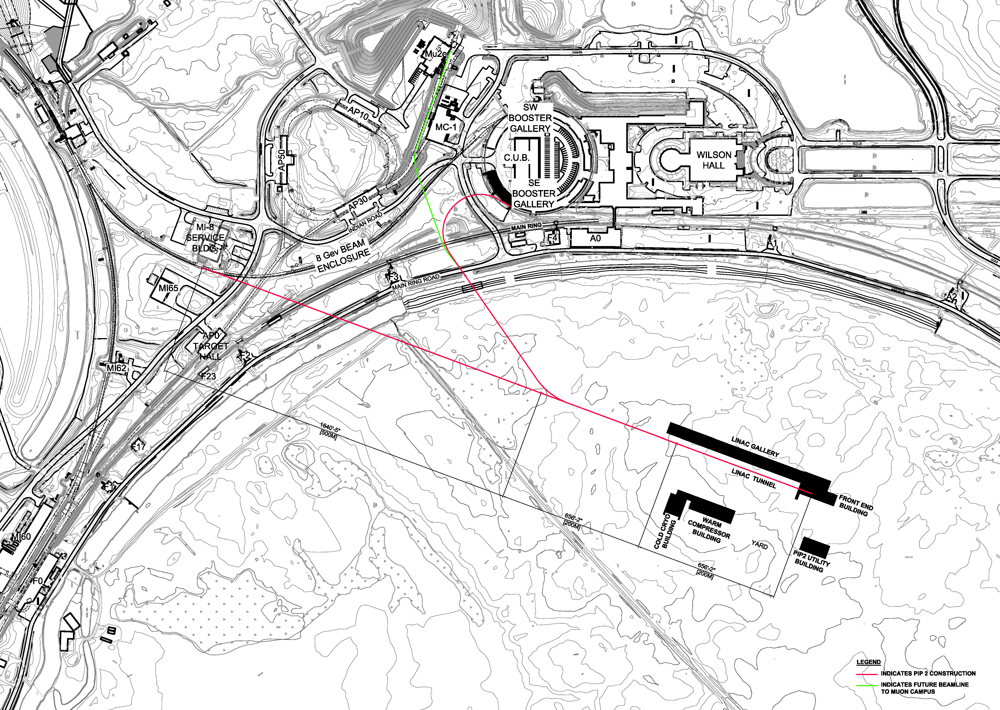 Mu2e
SW
BOOSTER
GALLERY
AP10
MC-1
WILSON
HALL
C.U.B.
AP50
SE
BOOSTER
GALLERY
AP30
INDIAN ROAD
MI-8
SERVICE
BLDG.
MAIN RING
F4
A0
A1
8 Gev BEAM
ENCLOSURE
F3
MAIN RING ROAD
MI65
A2
AP0
TARGET
HALL
F2
MI62
F23
1640'-5"
[500M]
F17
LINAC GALLERY
LINAC TUNNEL
F1
FRONT END
BUILDING
656'-2"
[200M]
COLD CRYO
BUILDING
WARM
COMPRESSOR
BUILDING
YARD
MI60
PIP2 UTILITY
BUILDING
656'-2"
[200M]
F0
LEGEND
INDICATES PIP 2 CONSTRUCTION
INDICATES FUTURE BEAMLINE
TO MUON CAMPUS